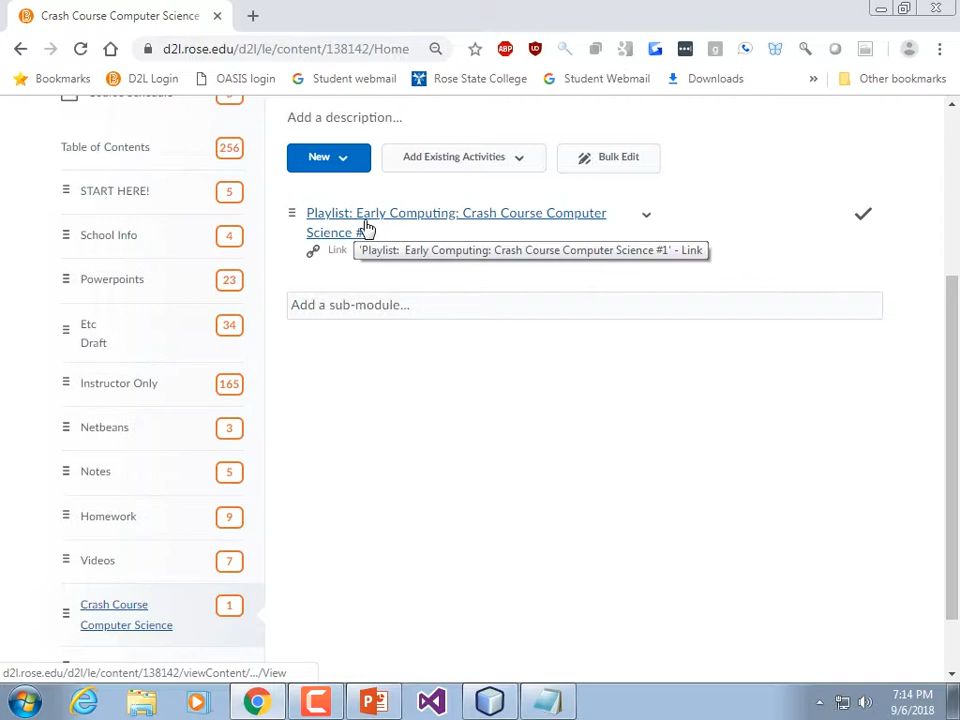 Crash Course Computer Science
d2l.rose.edu/d2l/le/content/138142/Home
Bookmarks D2L Login OASIS login Student webmail Rose State College Student Webmail Downloads » Other bookmarks
Table of Contents 256
START HERE! 5
School Info 4
Powerpoints 23
Etc 34
Draft
Instructor Only 165
Netbeans 3
Notes 5
Homework 9
Videos 7
Crash Course 1
Computer Science
Add a description...
New Add Existing Activities Bulk Edit
Playlist: Early Computing: Crash Course Computer
Science #
Link
'Playlist: Early Computing: Crash Course Computer Science #1' - Link
Add a sub-module...
d2l.rose.edu/d2l/le/content/138142/viewContent/.../View
7:14 PM
9/6/2018